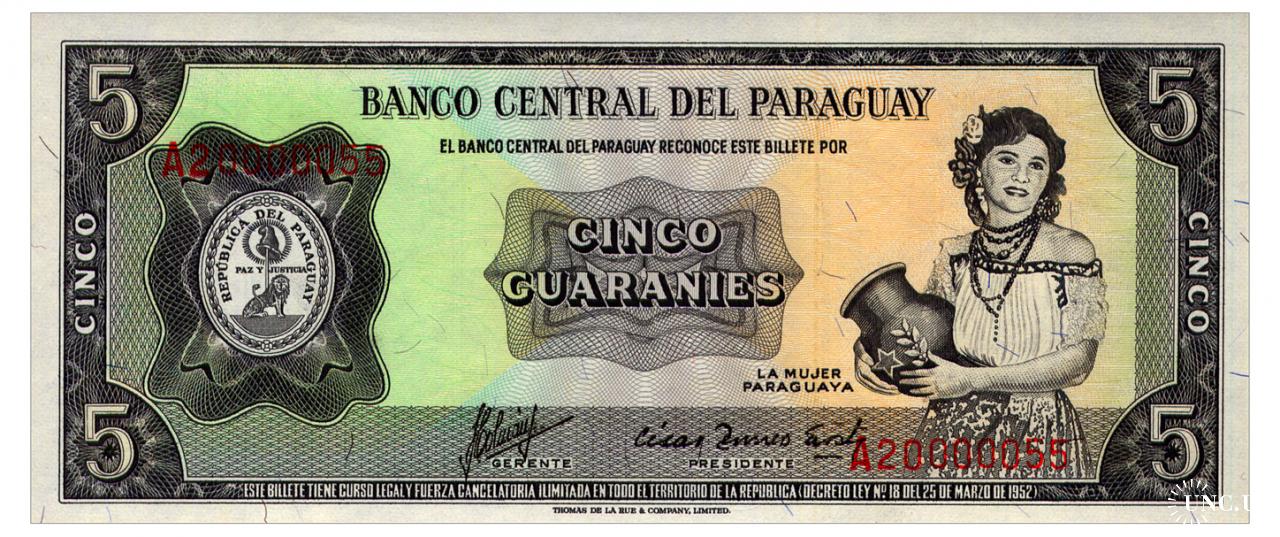 5
5
BANCO CENTRAL DEL PARAGUAY
EL BANCO CENTRAL DEL PARAGUAY RECONOCE ESTE BILLETE POR
A20000055
REPÚBLICA DEL PARAGUAY
PAZ Y JUSTICIA
CINCO
CINCO
CINCO
GUARANIES
LA MUJER
PARAGUAYA
5
5
GERENTE
PRESIDENTE
A20000055
ESTE BILLETE TIENE CURSO LEGAL Y FUERZA CANCELATORIA ILIMITADA EN TODO EL TERRITORIO DE LA REPUBLICA (DECRETO LEY Nº 18 DEL 25 DE MARZO DE 1952)
THOMAS DE LA RUE & COMPANY, LIMITED.
UNC.U